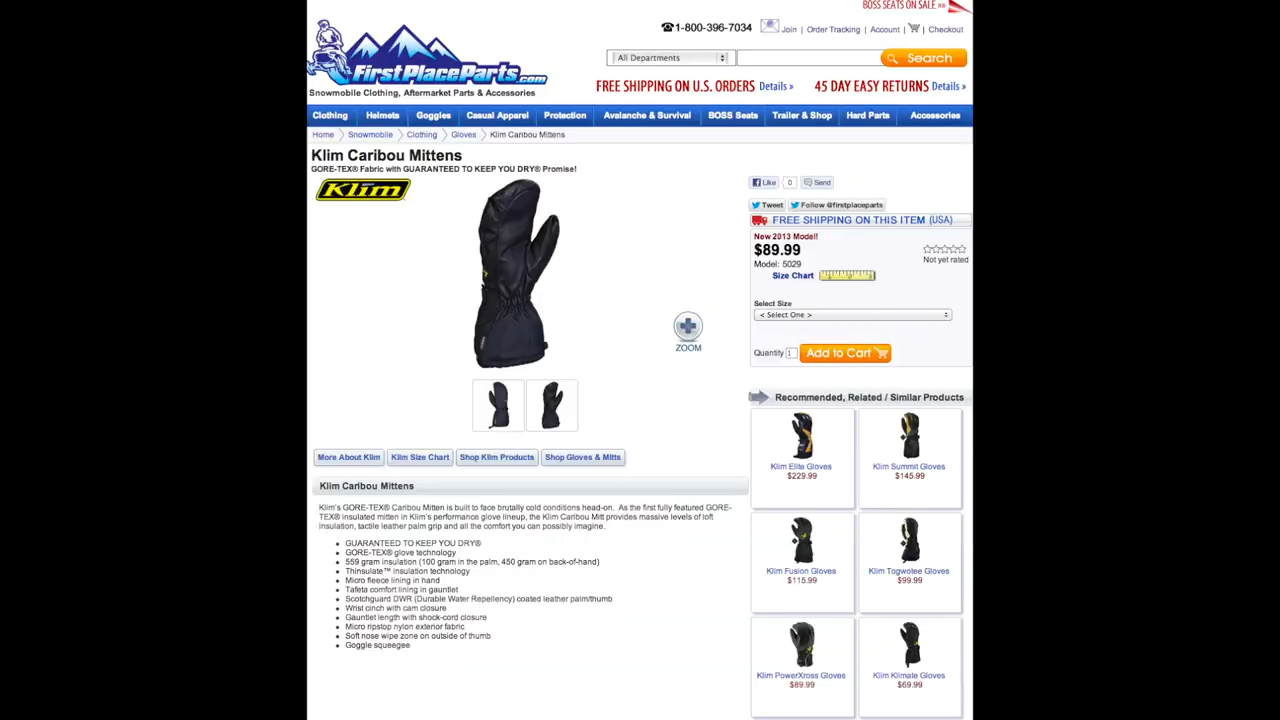 BOSS SEATS ON SALE »»
1-800-396-7034
Join | Order Tracking | Account | Checkout
FirstPlaceParts.com
All Departments
Search
Snowmobile Clothing, Aftermarket Parts & Accessories
FREE SHIPPING ON U.S. ORDERS Details »
45 DAY EASY RETURNS Details »
Clothing Helmets Goggles Casual Apparel Protection Avalanche & Survival BOSS Seats Trailer & Shop Hard Parts Accessories
Home Snowmobile Clothing Gloves Klim Caribou Mittens
Klim Caribou Mittens
GORE-TEX® Fabric with GUARANTEED TO KEEP YOU DRY® Promise!
Klim
ZOOM
More About Klim Klim Size Chart Shop Klim Products Shop Gloves & Mitts
Klim Caribou Mittens
Klim's GORE-TEX® Caribou Mitten is built to face brutally cold conditions head-on. As the first fully featured GORE-
TEX® insulated mitten in Klim's performance glove lineup, the Klim Caribou Mitt provides massive levels of loft
insulation, tactile leather palm grip and all the comfort you can possibly imagine.
• GUARANTEED TO KEEP YOU DRY®
• GORE-TEX® glove technology
• 559 gram insulation (100 gram in the palm, 450 gram on back-of-hand)
• Thinsulate™ insulation technology
• Micro fleece lining in hand
• Tafeta comfort lining in gauntlet
• Scotchguard DWR (Durable Water Repellency) coated leather palm/thumb
• Wrist cinch with cam closure
• Gauntlet length with shock-cord closure
• Micro ripstop nylon exterior fabric
• Soft nose wipe zone on outside of thumb
• Goggle squeegee
Like 0 Send
Tweet Follow @firstplaceparts
FREE SHIPPING ON THIS ITEM (USA)
New 2013 Model!
$89.99
Model: 5029
Not yet rated
Size Chart
Select Size
< Select One >
Quantity 1 Add to Cart
Recommended, Related / Similar Products
Klim Elite Gloves
$229.99
Klim Summit Gloves
$145.99
Klim Fusion Gloves
$115.99
Klim Togwotee Gloves
$99.99
Klim PowerXross Gloves
$89.99
Klim Klimate Gloves
$69.99